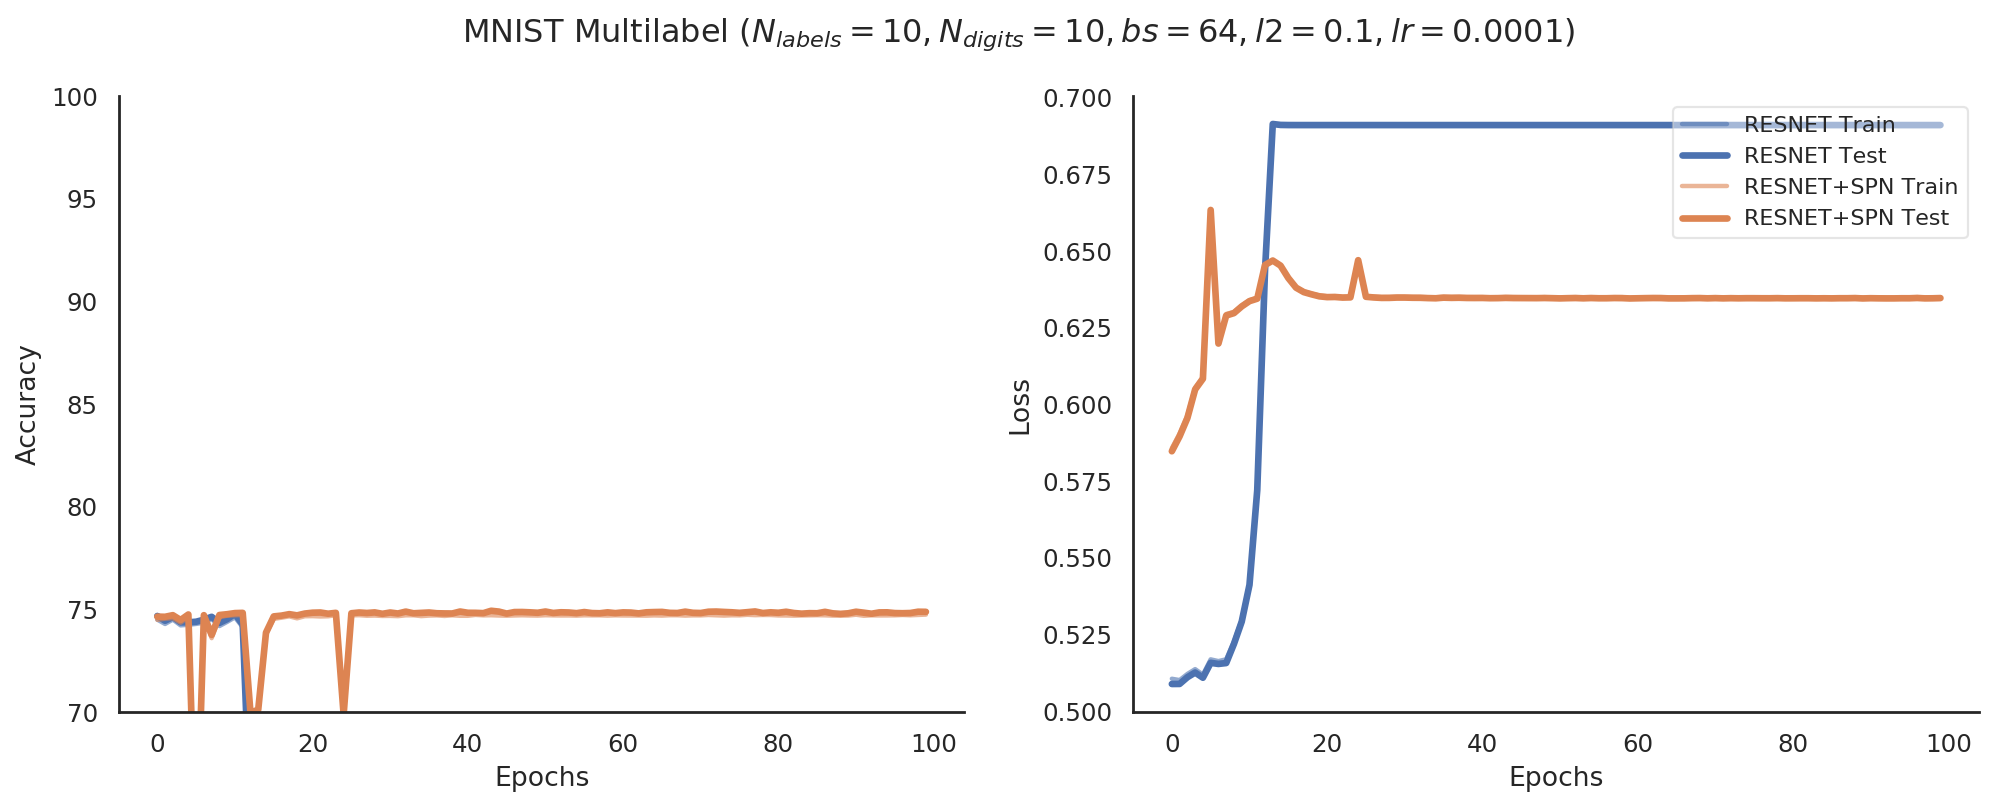 MNIST Multilabel (N_labels = 10, N_digits = 10, bs = 64, l2 = 0.1, lr = 0.0001)
100
95
90
85
80
75
70
Accuracy
0 20 40 60 80 100
Epochs
0.700
0.675
0.650
0.625
0.600
0.575
0.550
0.525
0.500
Loss
0 20 40 60 80 100
Epochs
RESNET Train
RESNET Test
RESNET+SPN Train
RESNET+SPN Test